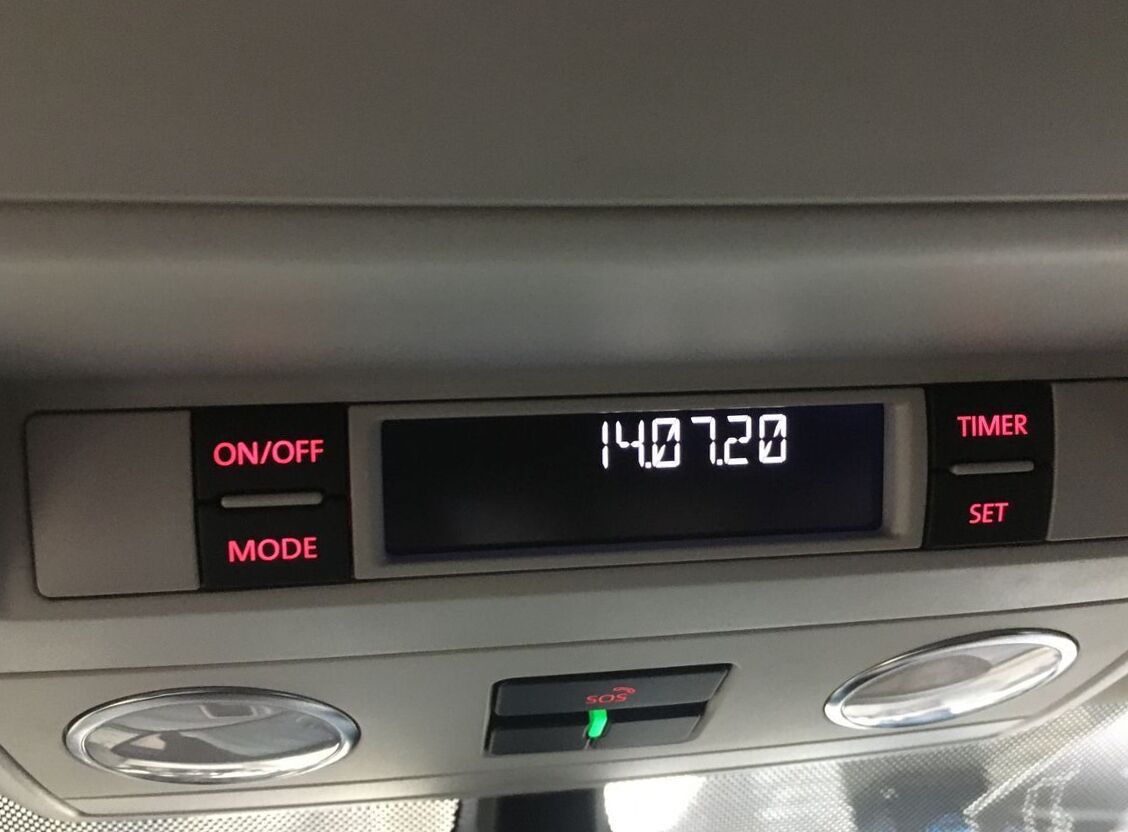 ON/OFF
MODE
14.07.20
TIMER
SET
SOS